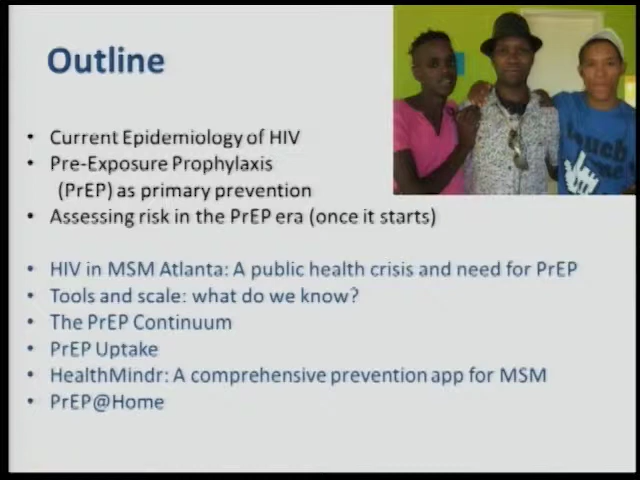 Outline
• Current Epidemiology of HIV
• Pre-Exposure Prophylaxis
(PrEP) as primary prevention
• Assessing risk in the PrEP era (once it starts)
• HIV in MSM Atlanta: A public health crisis and need for PrEP
• Tools and scale: what do we know?
• The PrEP Continuum
• PrEP Uptake
• HealthMindr: A comprehensive prevention app for MSM
• PrEP@Home
touch
me